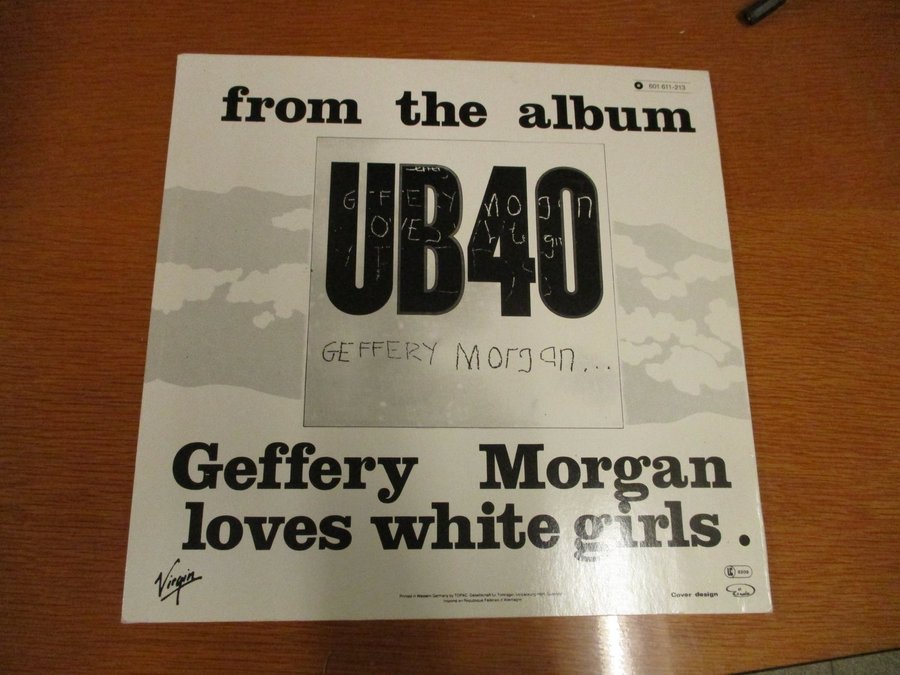 601 611-213
from the album
UB40
GEFFERY Morgan...
Geffery Morgan
loves white girls.
Virgin
Cover design